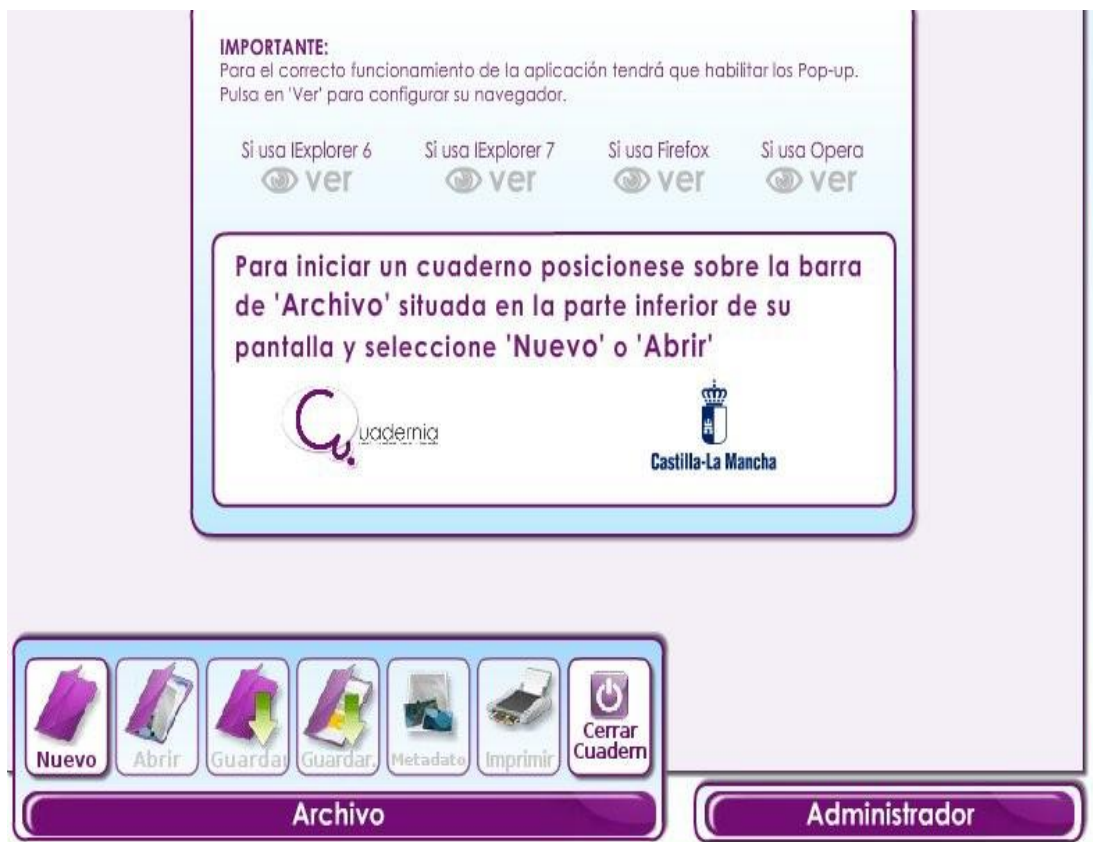 IMPORTANTE:
Para el correcto funcionamiento de la aplicación tendrá que habilitar los Pop-up.
Pulsa en 'Ver' para configurar su navegador.
Si usa IExplorer 6
Si usa IExplorer 7
Si usa Firefox
Si usa Opera
ver
ver
ver
ver
Para iniciar un cuaderno posicionese sobre la barra
de 'Archivo' situada en la parte inferior de su
pantalla y seleccione 'Nuevo' o 'Abrir'
Cuadernia
Castilla-La Mancha
Nuevo
Abrir
Guardar
Guardar.
Metadato
Imprimir
Cerrar
Cuadern
Archivo
Administrador